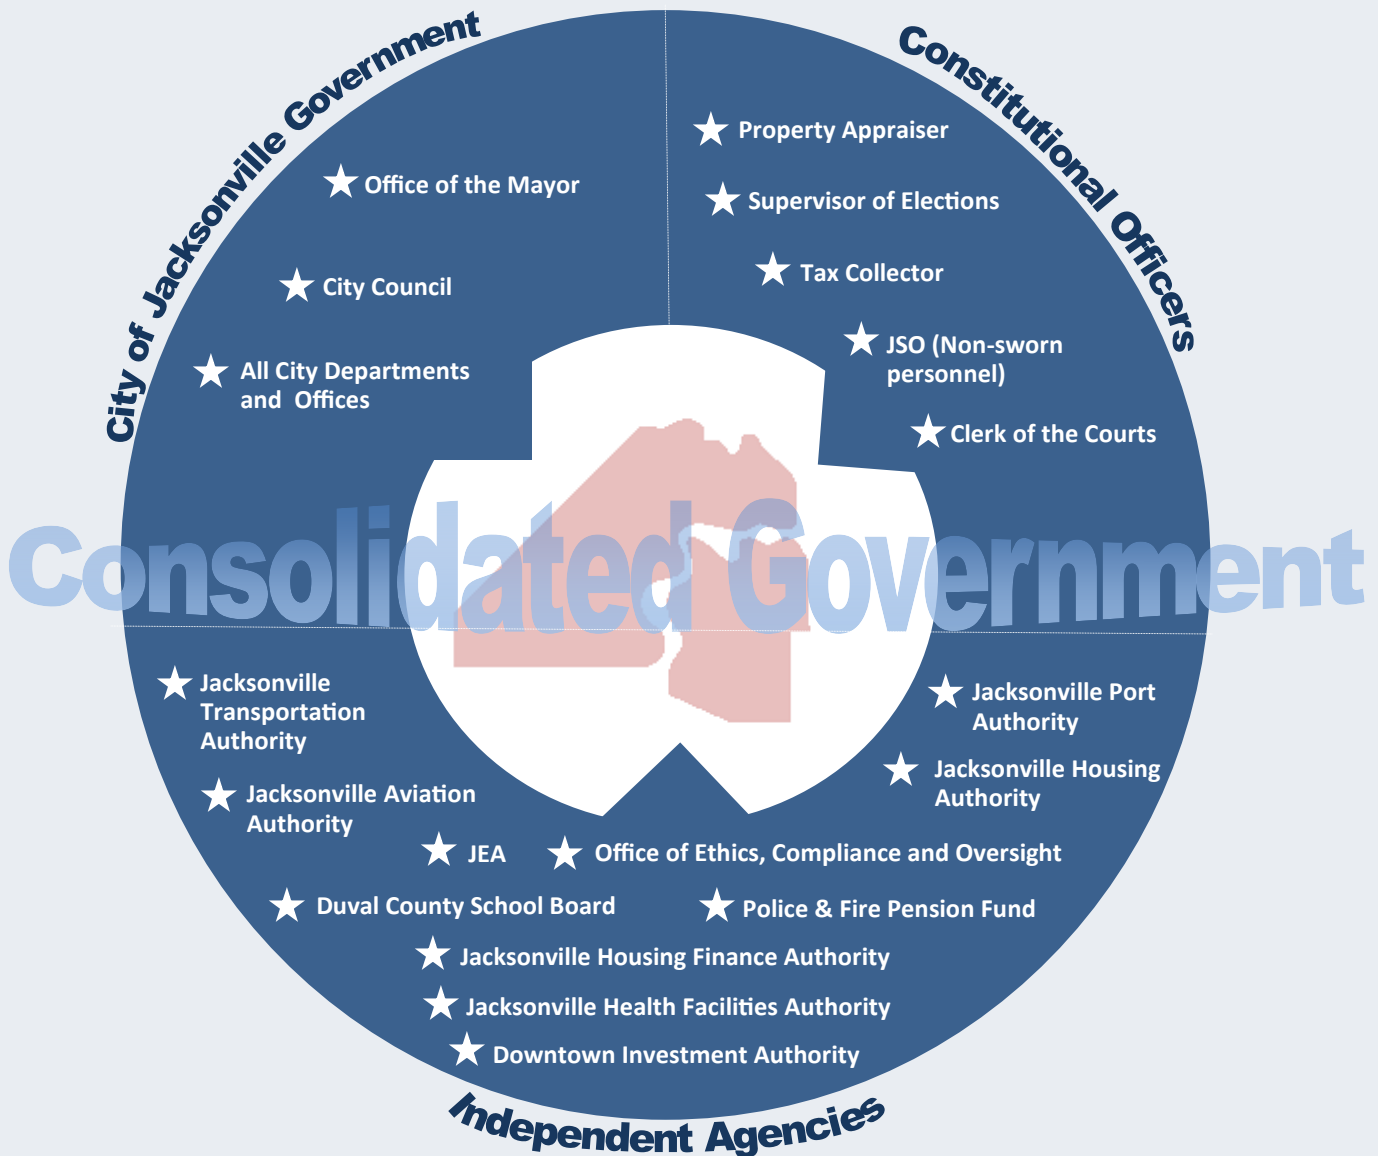 City of Jacksonville Government
Office of the Mayor
City Council
All City Departments
and Offices
Constitutional Officers
Property Appraiser
Supervisor of Elections
Tax Collector
JSO (Non-sworn
personnel)
Clerk of the Courts
Consolidated Government
Jacksonville
Transportation
Authority
Jacksonville Aviation
Authority
Jacksonville Port
Authority
Jacksonville Housing
Authority
JEA
Office of Ethics, Compliance and Oversight
Duval County School Board
Police & Fire Pension Fund
Jacksonville Housing Finance Authority
Jacksonville Health Facilities Authority
Downtown Investment Authority
Independent Agencies